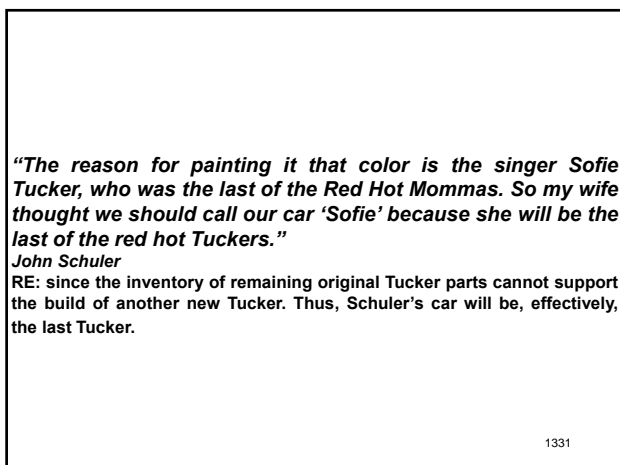 “The reason for painting it that color is the singer Sofie
Tucker, who was the last of the Red Hot Mommas. So my wife
thought we should call our car ‘Sofie’ because she will be the
last of the red hot Tuckers.”
John Schuler
RE: since the inventory of remaining original Tucker parts cannot support
the build of another new Tucker. Thus, Schuler’s car will be, effectively,
the last Tucker.
1331